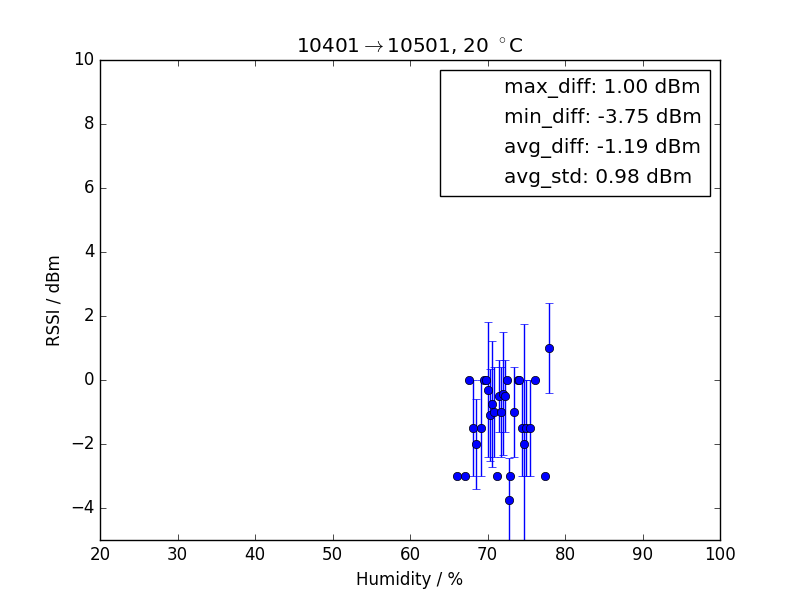 10401→10501, 20 °C
max_diff: 1.00 dBm
min_diff: -3.75 dBm
avg_diff: -1.19 dBm
avg_std: 0.98 dBm
10
8
6
4
2
0
−2
−4
RSSI / dBm
20 30 40 50 60 70 80 90 100
Humidity / %